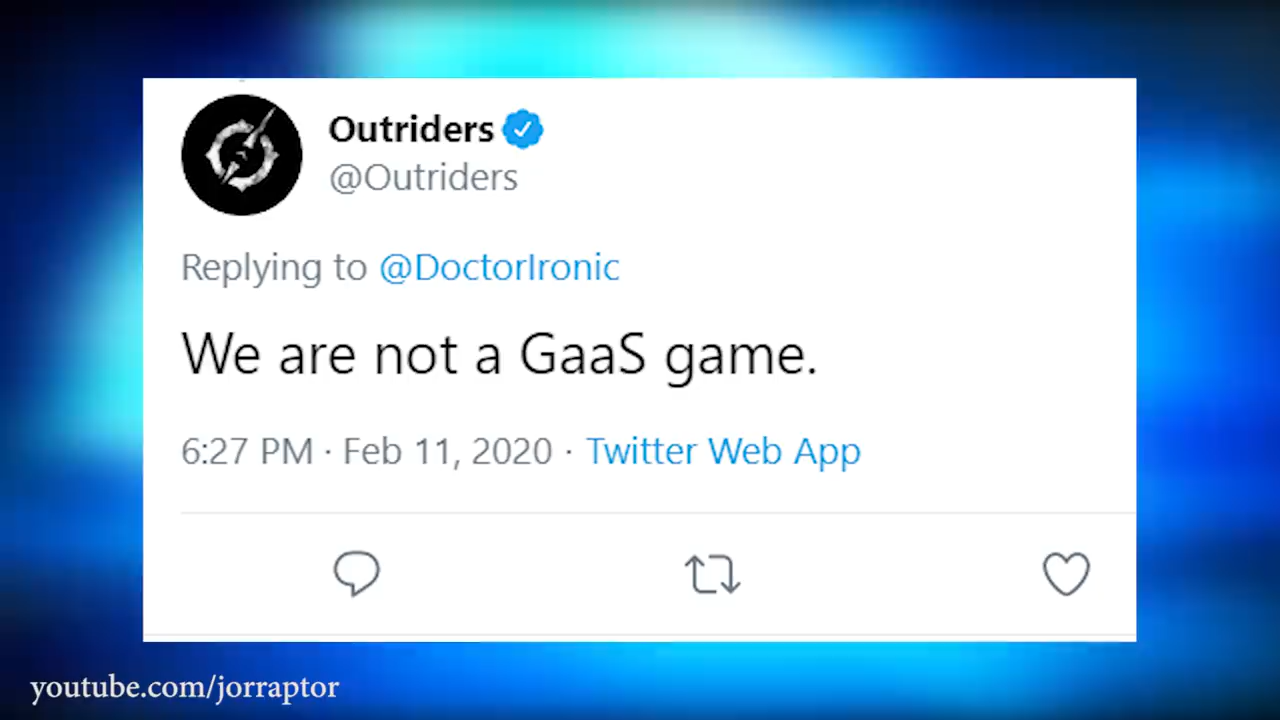 Outriders
@Outriders
Replying to @DoctorIronic
We are not a GaaS game.
6:27 PM · Feb 11, 2020 · Twitter Web App
youtube.com/jorraptor